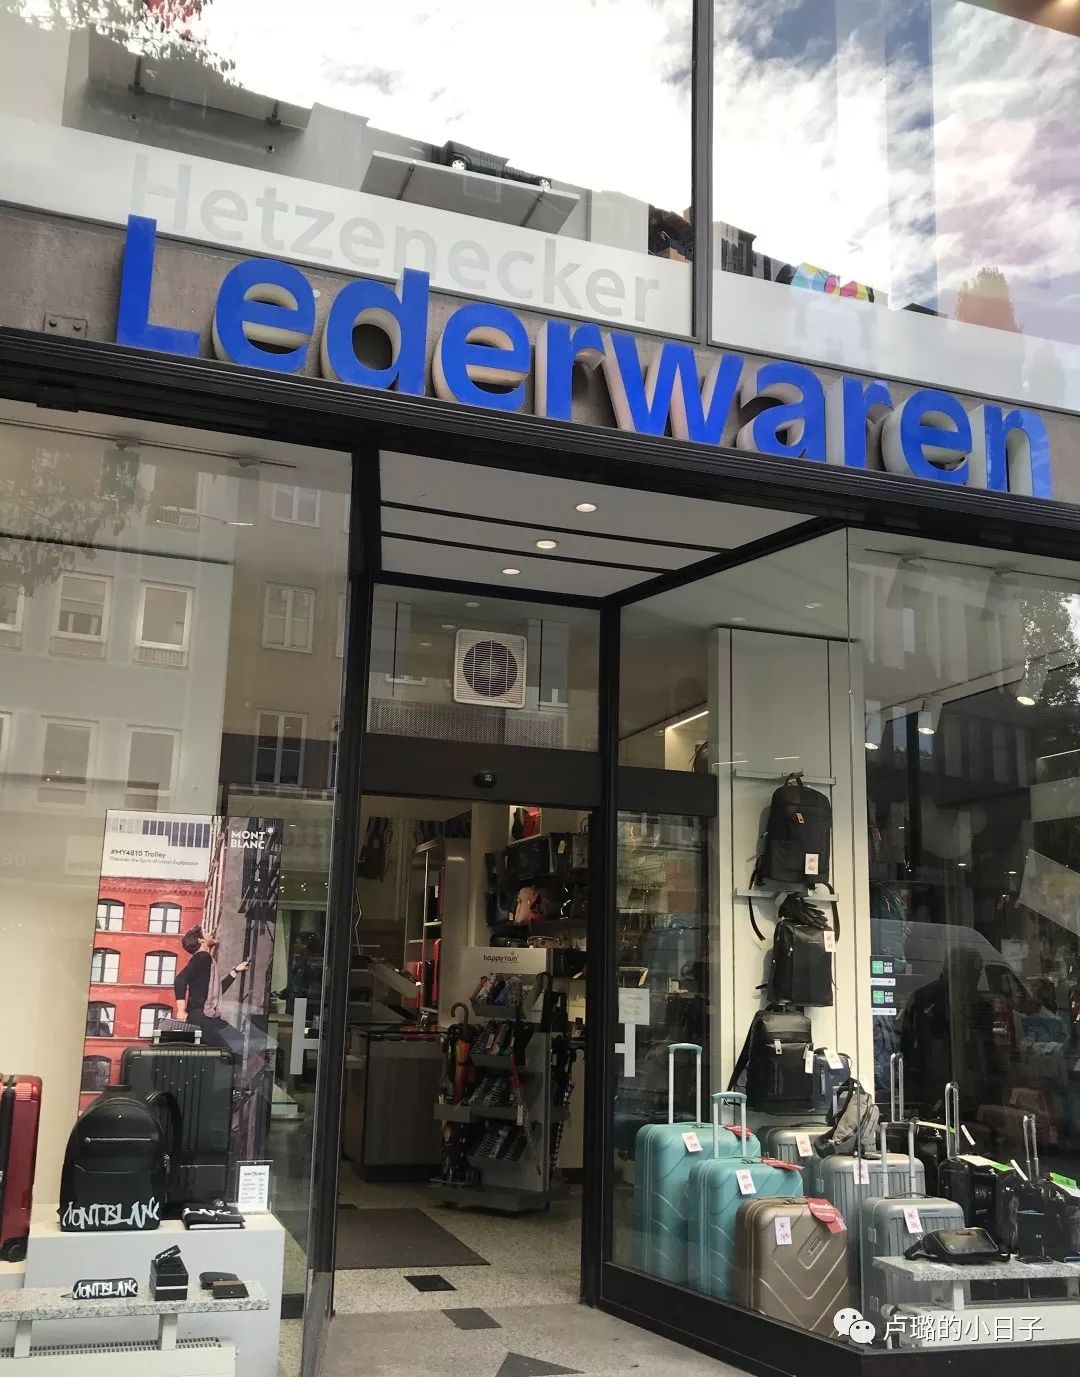 Hetzenecker
Lederwaren
#MY4810 Trolley
Discover the Spirit of Urban Exploration
MONT
BLANC
happy rain
MONTBLANC
MONTBLANC
MONTBLANC
卢璐的小日子